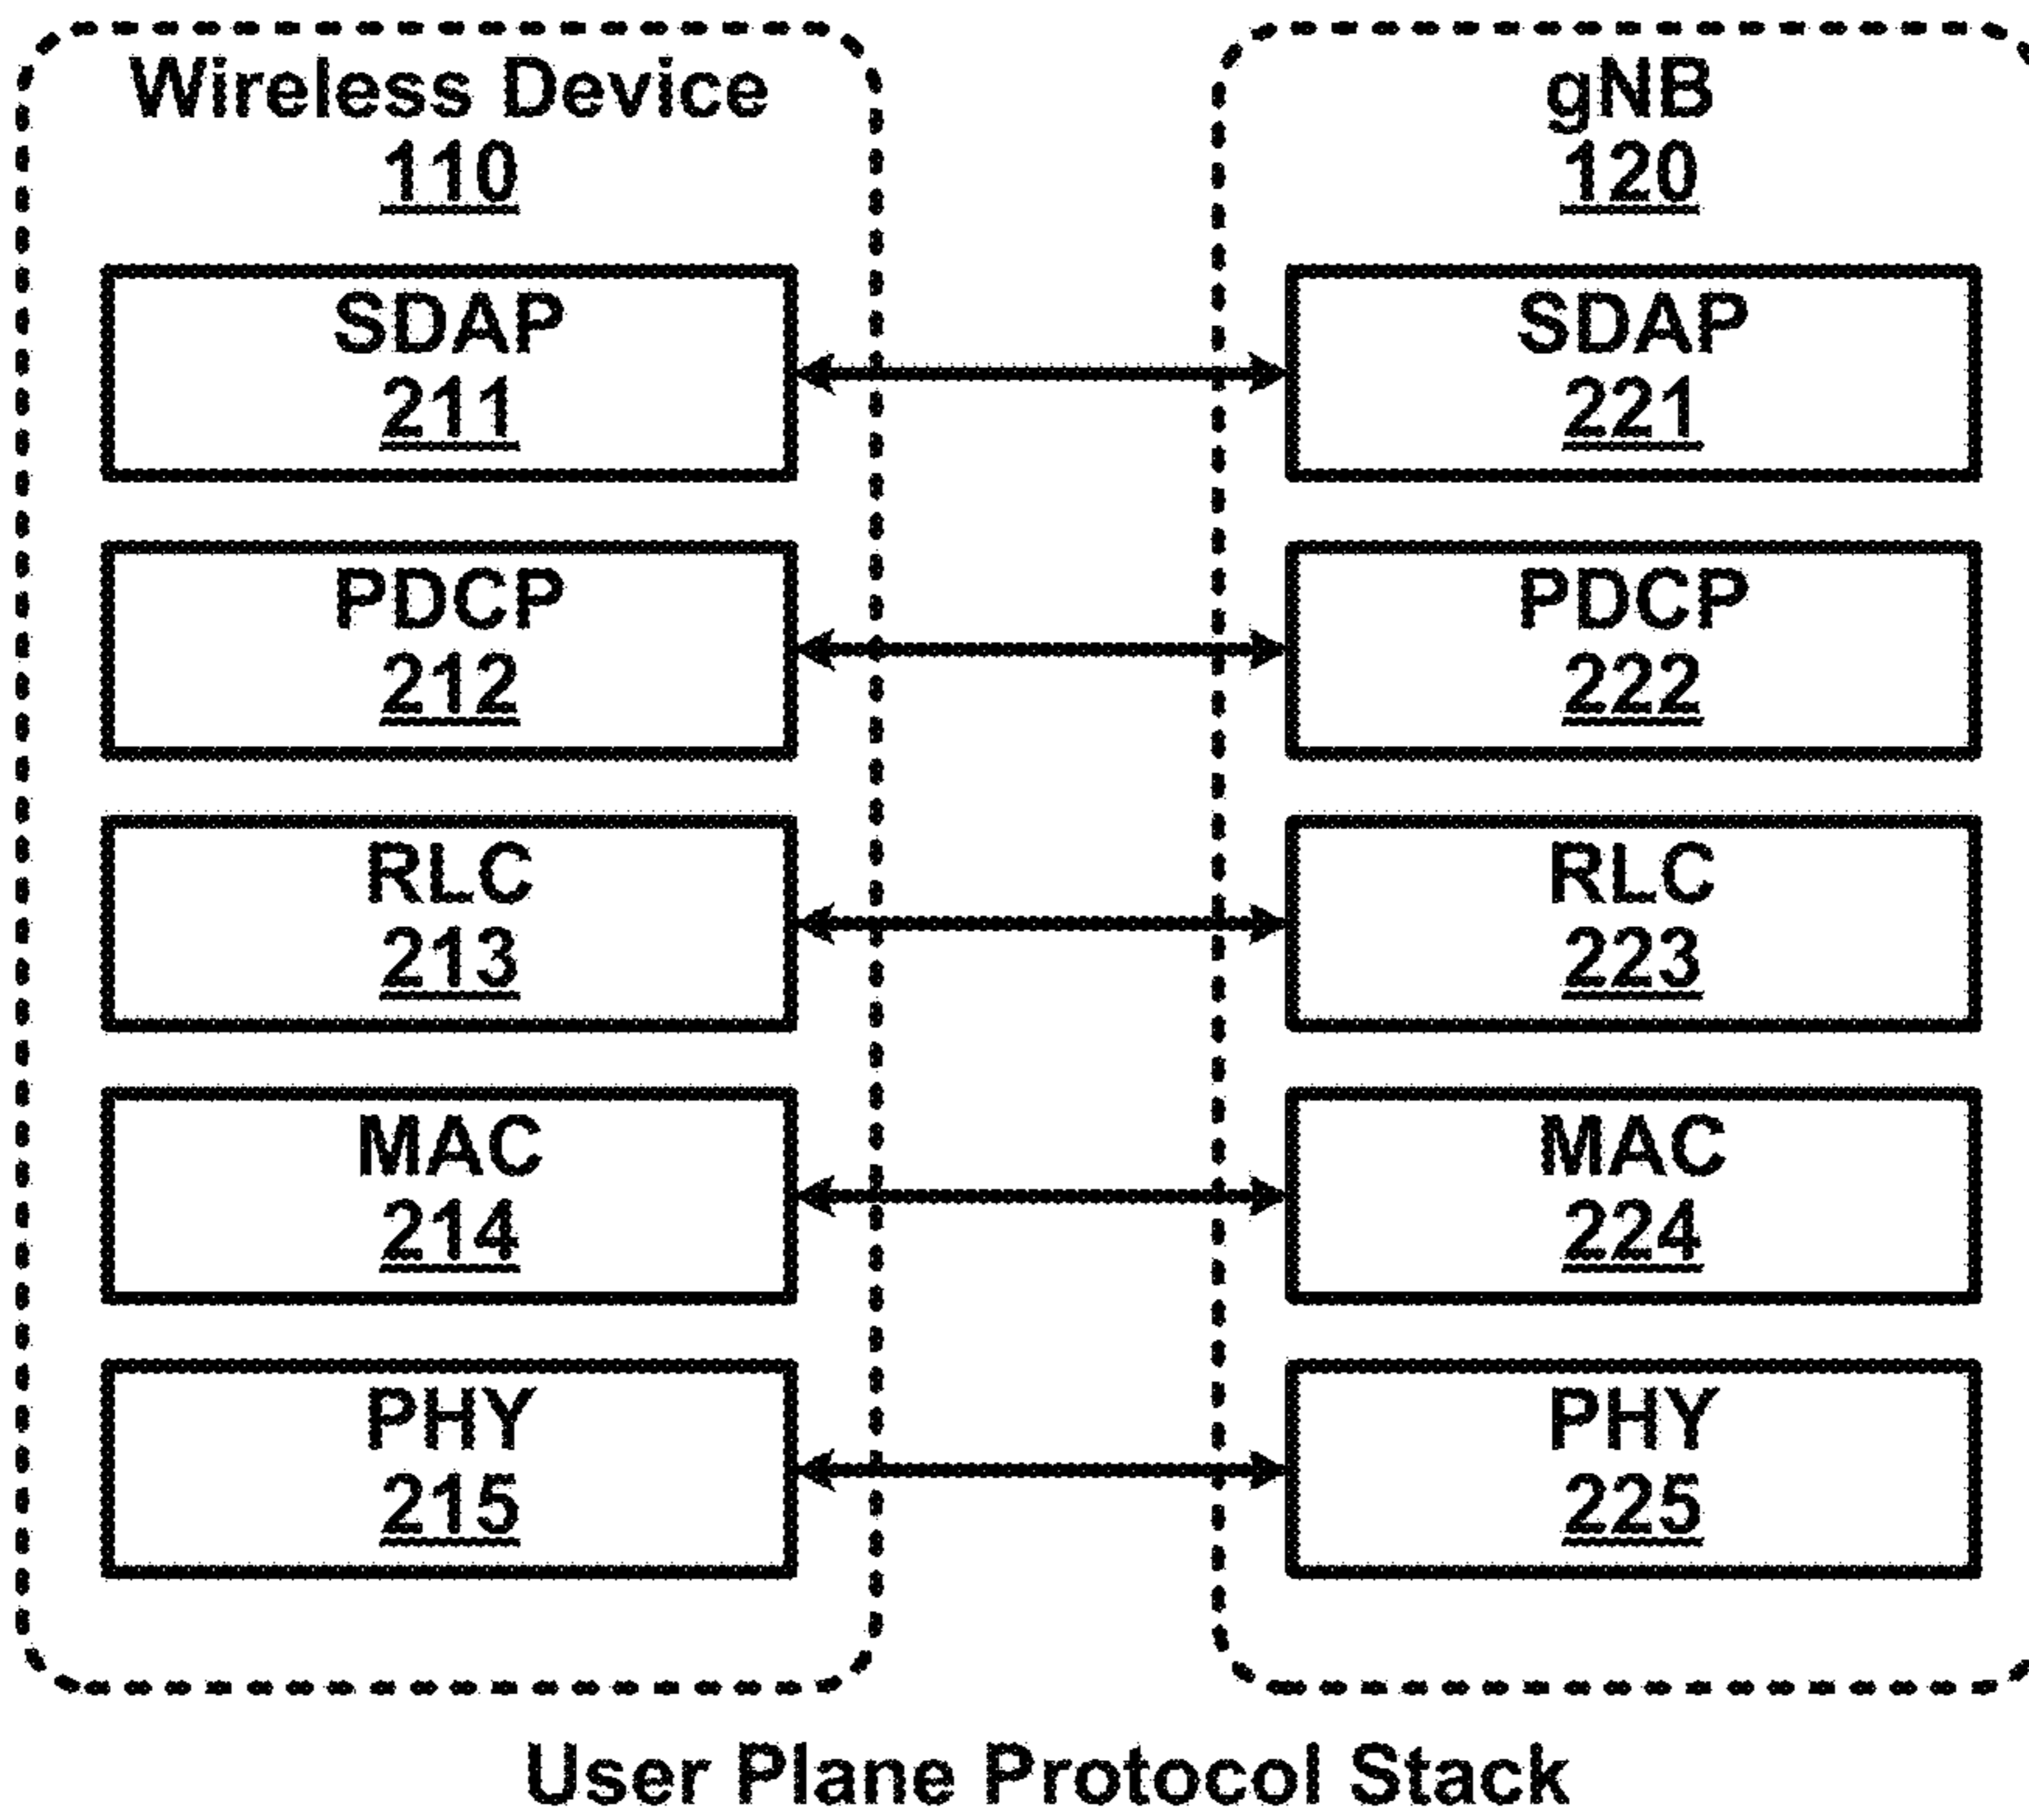 Wireless Device
110
SDAP
211
PDCP
212
RLC
213
MAC
214
PHY
215
gNB
120
SDAP
221
PDCP
222
RLC
223
MAC
224
PHY
225
User Plane Protocol Stack